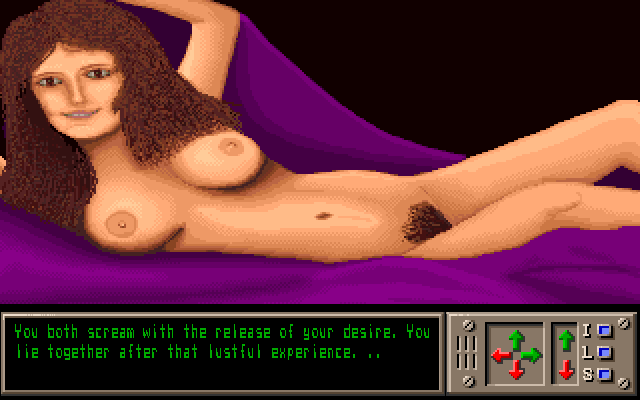 You both scream with the release of your desire. You
lie together after that lustful experience. ..
I
L
S